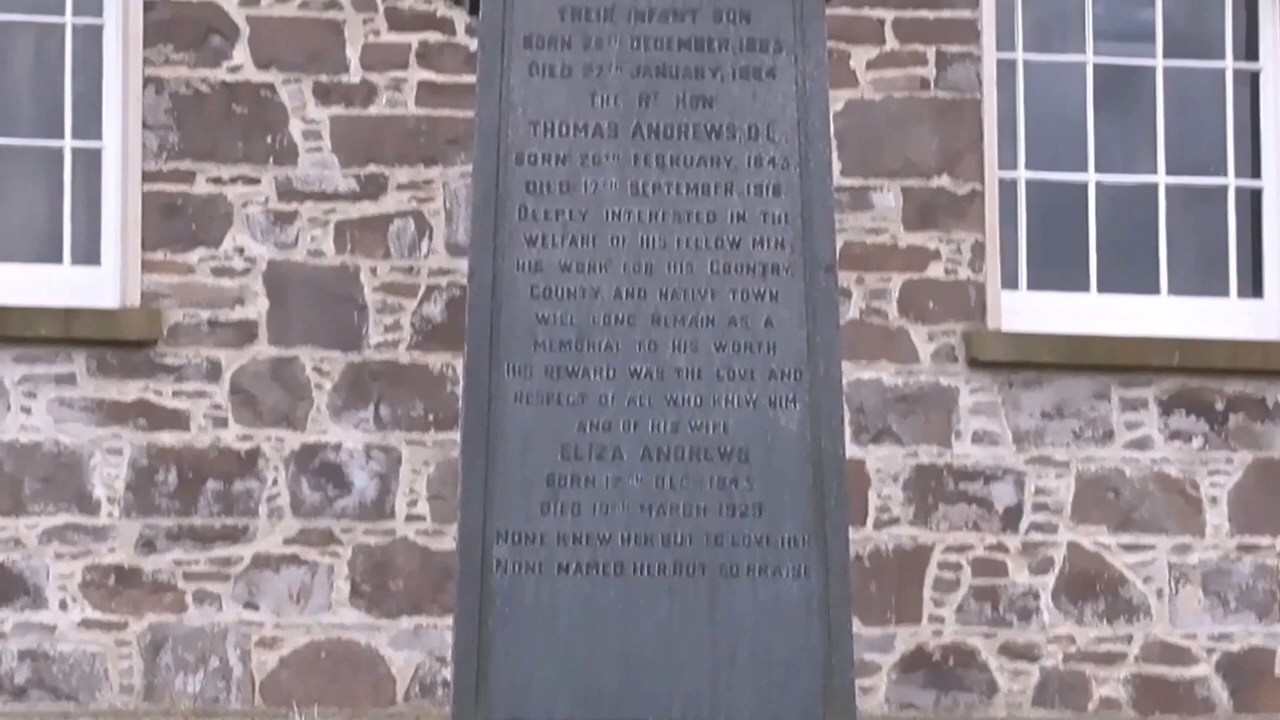 THEIR INFANT SON
BORN 28TH DECEMBER, 1883,
DIED 27TH JANUARY, 1884
THE RT HON
THOMAS ANDREWS, D.L.,
BORN 20TH FEBRUARY, 1843,
DIED 17TH SEPTEMBER, 1916
DEEPLY INTERESTED IN THE
WELFARE OF HIS FELLOW MEN,
HIS WORK FOR HIS COUNTRY,
COUNTY, AND NATIVE TOWN
WILL LONG REMAIN AS A
MEMORIAL TO HIS WORTH
HIS REWARD WAS THE LOVE AND
RESPECT OF ALL WHO KNEW HIM
AND OF HIS WIFE
ELIZA ANDREWS
BORN DEC. 1845
DIED MARCH 1929
NONE KNEW HER BUT TO LOVE HER
NONE NAMED HER BUT TO PRAISE